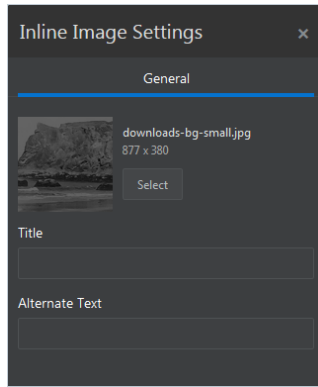 Inline Image Settings ×
General
downloads-bg-small.jpg
877 x 380
Select
Title
Alternate Text